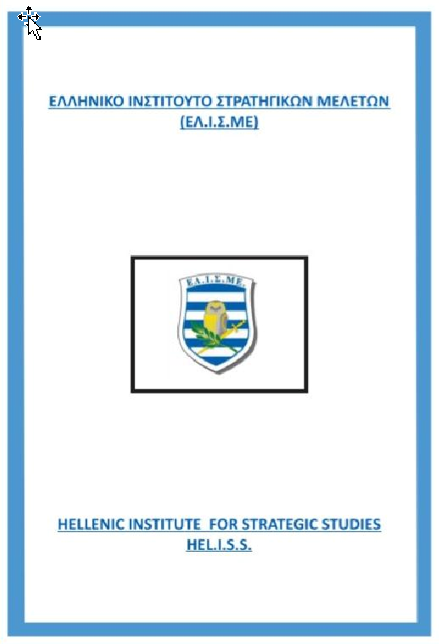 ΕΛΛΗΝΙΚΟ ΙΝΣΤΙΤΟΥΤΟ ΣΤΡΑΤΗΓΙΚΩΝ ΜΕΛΕΤΩΝ
(ΕΛ.Ι.Σ.ΜΕ)
ΕΛ.Ι.Σ.ΜΕ.
HELLENIC INSTITUTE  FOR STRATEGIC STUDIES
HEL.I.S.S.